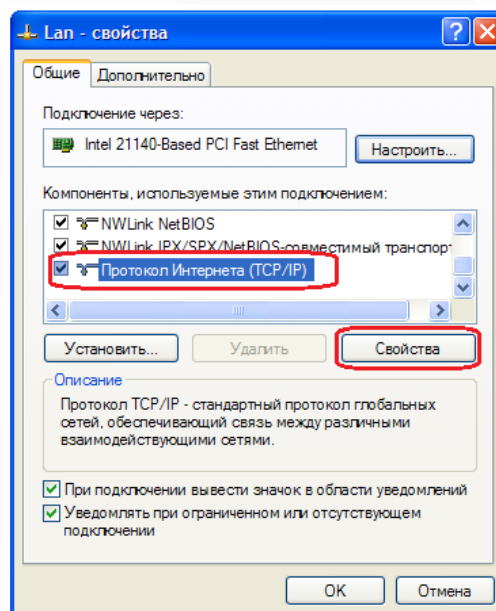 Lan - свойства
Общие
Дополнительно
Подключение через:
Intel 21140-Based PCI Fast Ethernet
Настроить...
Компоненты, используемые этим подключением:
NWLink NetBIOS
NWLink IPX/SPX/NetBIOS-совместимый транспорт
Протокол Интернета (TCP/IP)
Установить...
Удалить
Свойства
Описание
Протокол TCP/IP - стандартный протокол глобальных
сетей, обеспечивающий связь между различными
взаимодействующими сетями.
При подключении вывести значок в области уведомлений
Уведомлять при ограниченном или отсутствующем
подключении
OK
Отмена